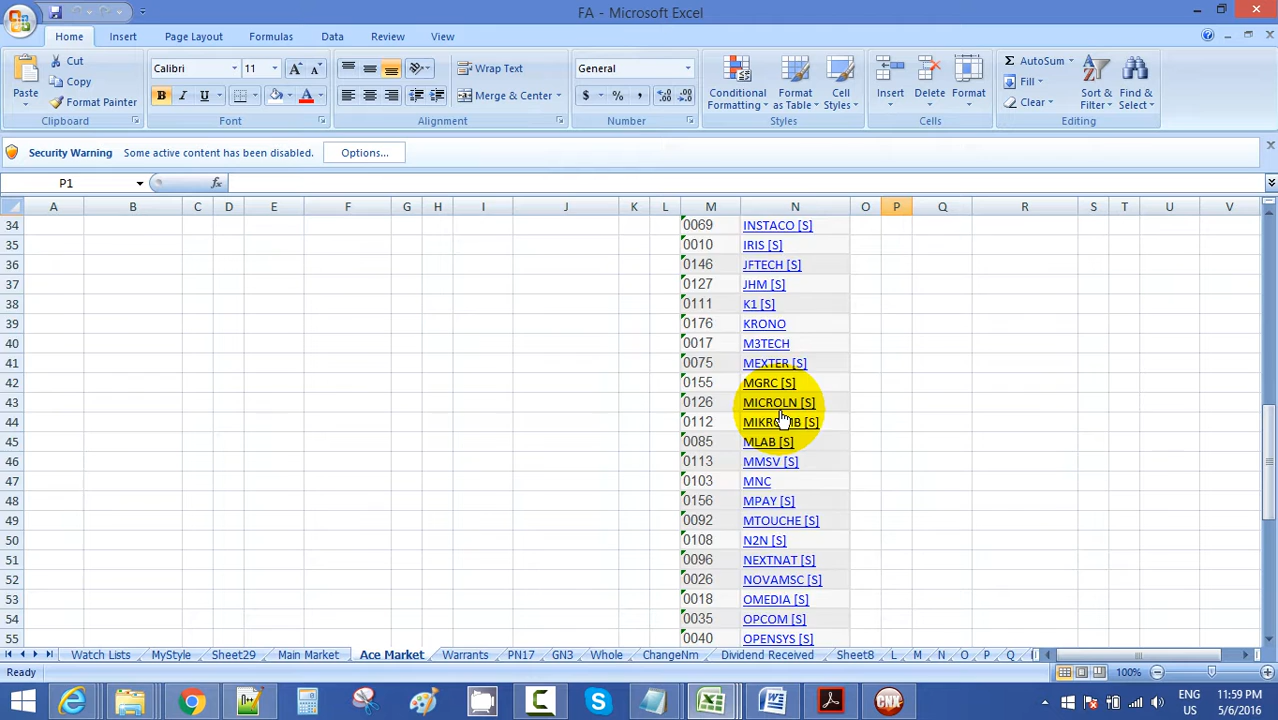 FA - Microsoft Excel
Home Insert Page Layout Formulas Data Review View
Paste
Cut
Copy
Format Painter
Clipboard
Calibri 11
Font
Wrap Text
Merge & Center
Alignment
General
$ % ,
Number
Conditional Formatting
Format as Table
Cell Styles
Styles
Insert Delete Format
Cells
AutoSum
Fill
Clear
Sort & Filter
Find & Select
Editing
Security Warning Some active content has been disabled. Options...
P1 fx
A B C D E F G H I J K L M N O P Q R S T U V
34 0069 INSTACO [S]
35 0010 IRIS [S]
36 0146 JFTECH [S]
37 0127 JHM [S]
38 0111 K1 [S]
39 0176 KRONO
40 0017 M3TECH
41 0075 MEXTER [S]
42 0155 MGRC [S]
43 0126 MICROLN [S]
44 0112 [S]
45 0085 MLAB [S]
46 0113 MMSV [S]
47 0103 MNC
48 0156 MPAY [S]
49 0092 MTOUCHE [S]
50 0108 N2N [S]
51 0096 NEXTNAT [S]
52 0026 NOVAMSC [S]
53 0018 OMEDIA [S]
54 0035 OPCOM [S]
55 0040 OPENSYS [S]
Watch Lists MyStyle Sheet29 Main Market Ace Market Warrants PN17 GN3 Whole ChangeNm Dividend Received Sheet8 L M N O P Q
Ready 100%
CNX
ENG 11:59 PM
US 5/6/2016